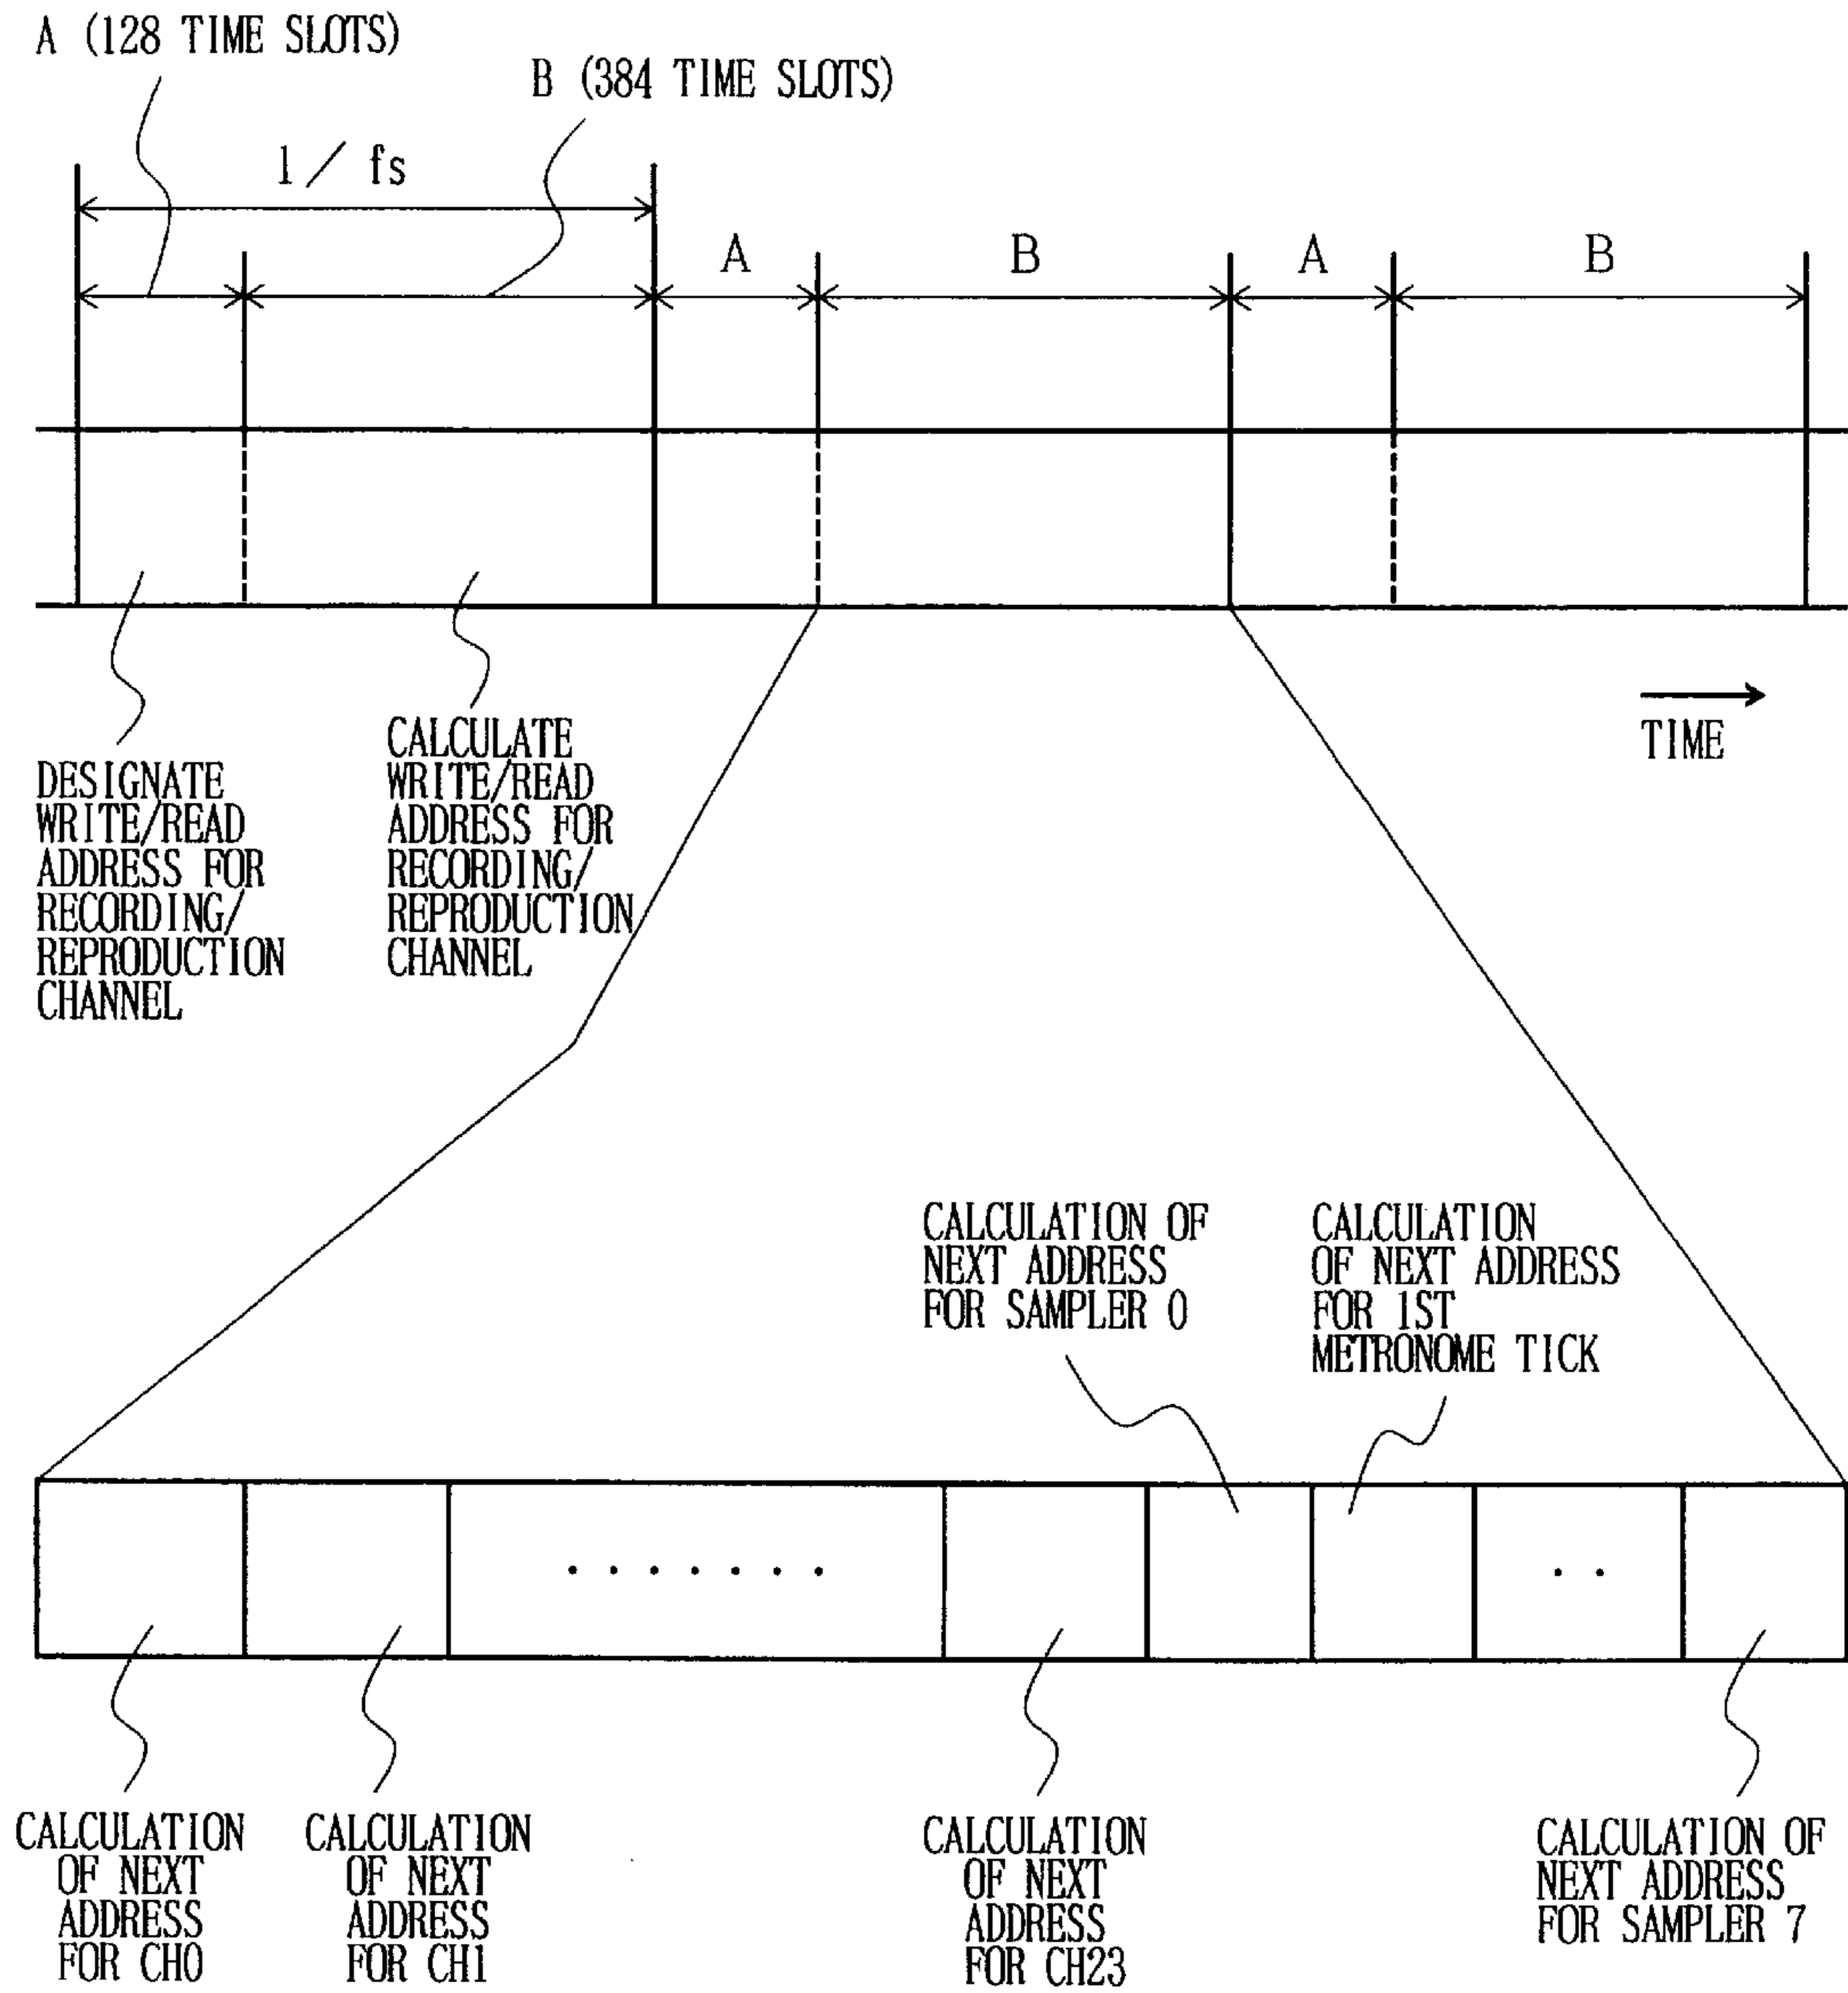 A (128 TIME SLOTS)
B (384 TIME SLOTS)
1/fs
A
B
A
B
TIME
DESIGNATE
WRITE/READ
ADDRESS FOR
RECORDING/
REPRODUCTION
CHANNEL
CALCULATE
WRITE/READ
ADDRESS FOR
RECORDING/
REPRODUCTION
CHANNEL
CALCULATION OF
NEXT ADDRESS
FOR SAMPLER 0
CALCULATION
OF NEXT ADDRESS
FOR 1ST
METRONOME TICK
. . . . . . .
. .
CALCULATION
OF NEXT
ADDRESS
FOR CH0
CALCULATION
OF NEXT
ADDRESS
FOR CH1
CALCULATION
OF NEXT
ADDRESS
FOR CH23
CALCULATION OF
NEXT ADDRESS
FOR SAMPLER 7